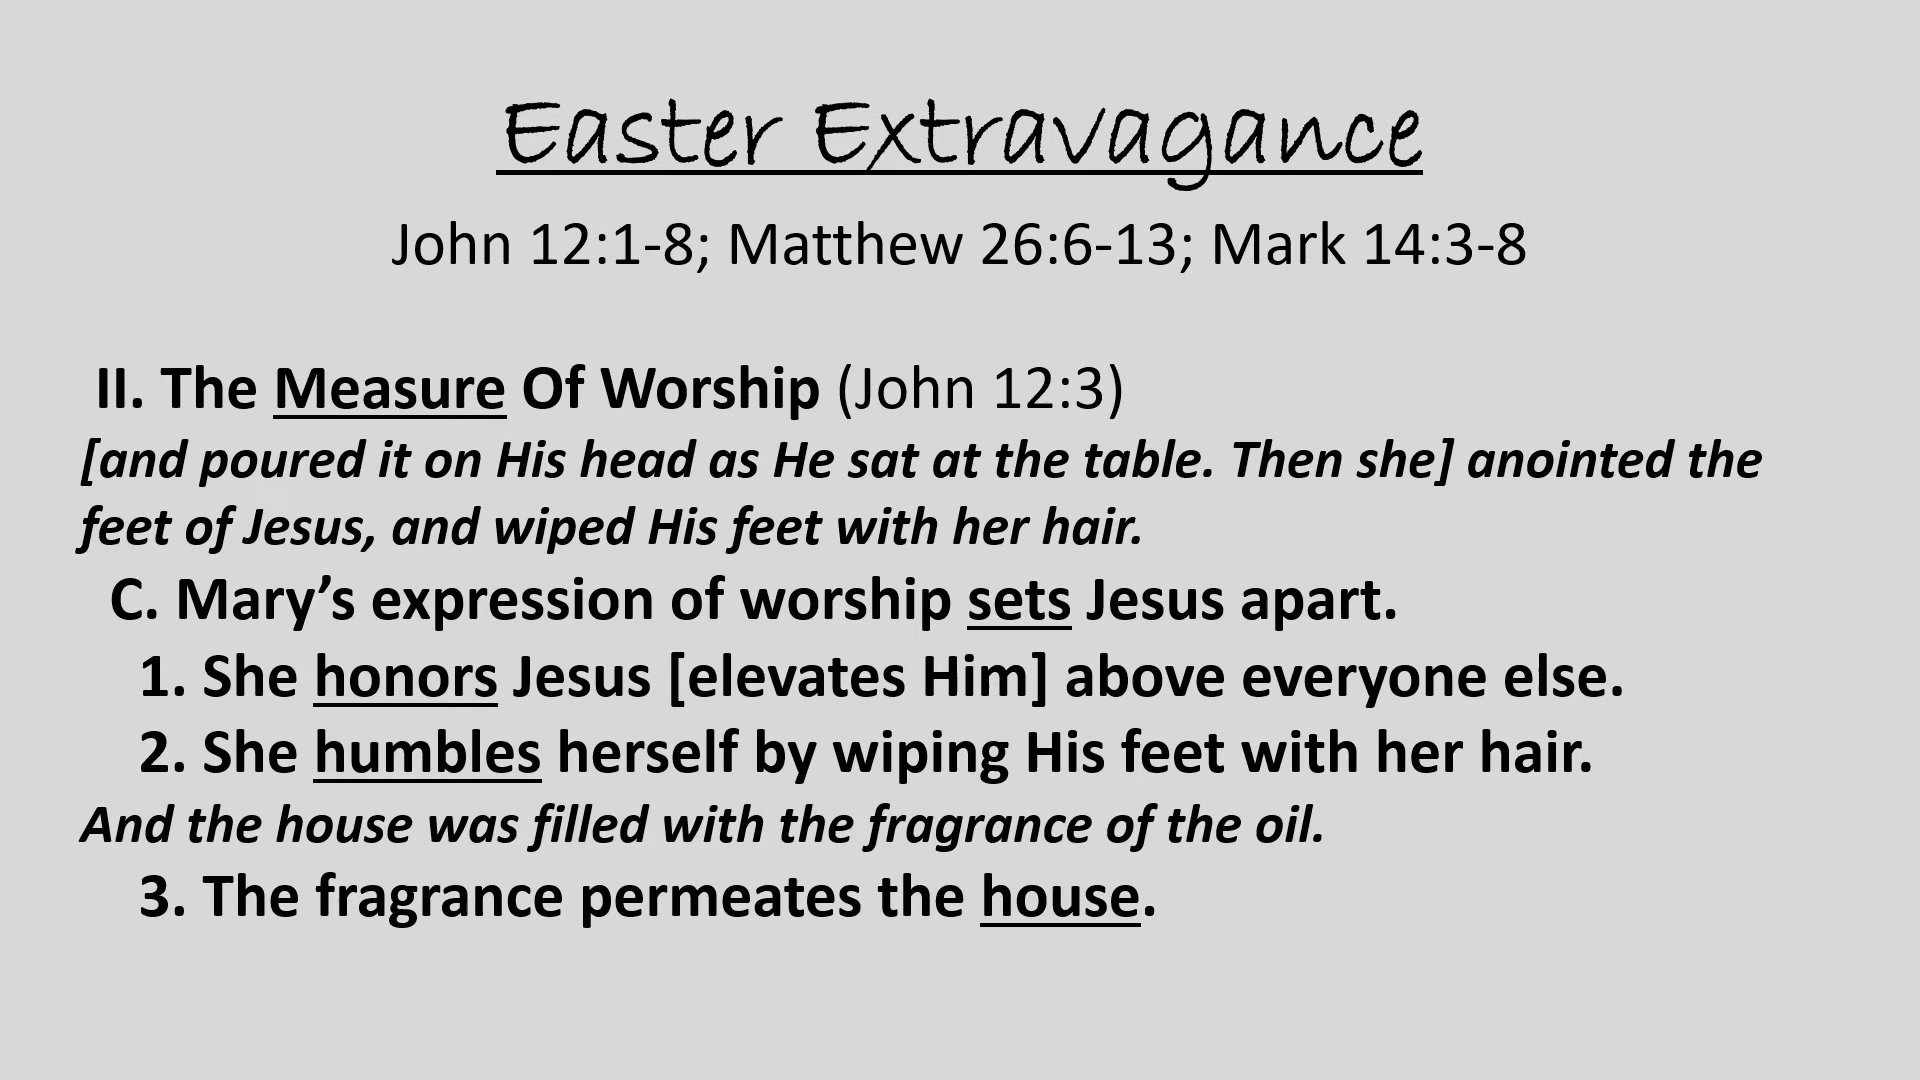 Easter Extravagance
John 12:1-8; Matthew 26:6-13; Mark 14:3-8
II. The Measure Of Worship (John 12:3)
[and poured it on His head as He sat at the table. Then she] anointed the
feet of Jesus, and wiped His feet with her hair.
C. Mary’s expression of worship sets Jesus apart.
1. She honors Jesus [elevates Him] above everyone else.
2. She humbles herself by wiping His feet with her hair.
And the house was filled with the fragrance of the oil.
3. The fragrance permeates the house.